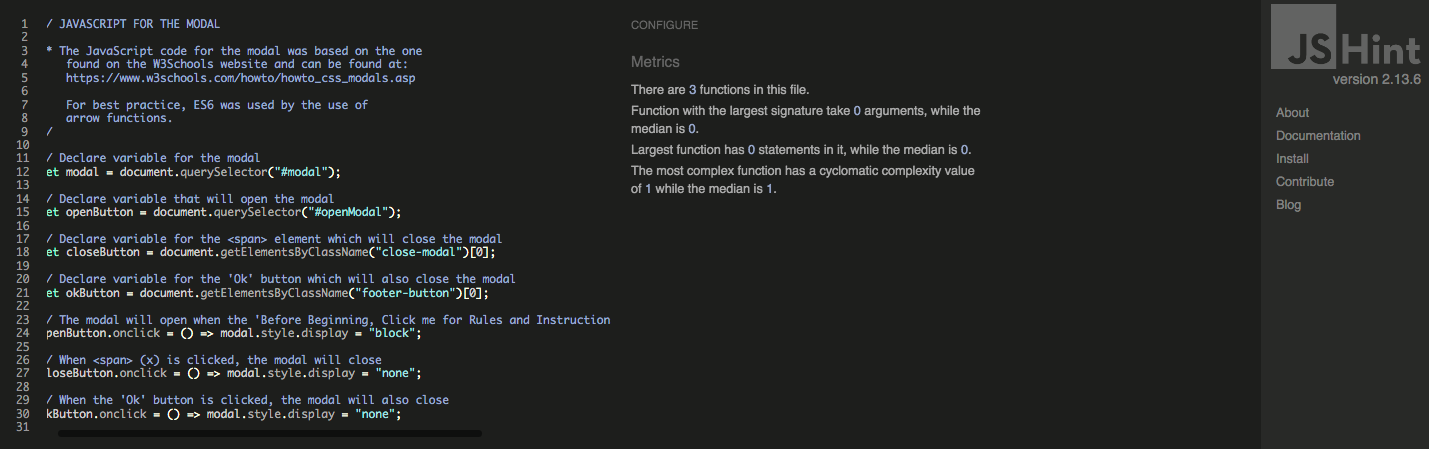 1 / JAVASCRIPT FOR THE MODAL
2
3 * The JavaScript code for the modal was based on the one
4 found on the W3Schools website and can be found at:
5 https://www.w3schools.com/howto/howto_css_modals.asp
6
7 For best practice, ES6 was used by the use of
8 arrow functions.
9 /
10
11 / Declare variable for the modal
12 et modal = document.querySelector("#modal");
13
14 / Declare variable that will open the modal
15 et openButton = document.querySelector("#openModal");
16
17 / Declare variable for the <span> element which will close the modal
18 et closeButton = document.getElementsByClassName("close-modal")[0];
19
20 / Declare variable for the 'Ok' button which will also close the modal
21 et okButton = document.getElementsByClassName("footer-button")[0];
22
23 / The modal will open when the 'Before Beginning, Click me for Rules and Instruction
24 penButton.onclick = () => modal.style.display = "block";
25
26 / When <span> (x) is clicked, the modal will close
27 loseButton.onclick = () => modal.style.display = "none";
28
29 / When the 'Ok' button is clicked, the modal will also close
30 kButton.onclick = () => modal.style.display = "none";
31
CONFIGURE
Metrics
There are 3 functions in this file.
Function with the largest signature take 0 arguments, while the
median is 0.
Largest function has 0 statements in it, while the median is 0.
The most complex function has a cyclomatic complexity value
of 1 while the median is 1.
JSHint
version 2.13.6
About
Documentation
Install
Contribute
Blog